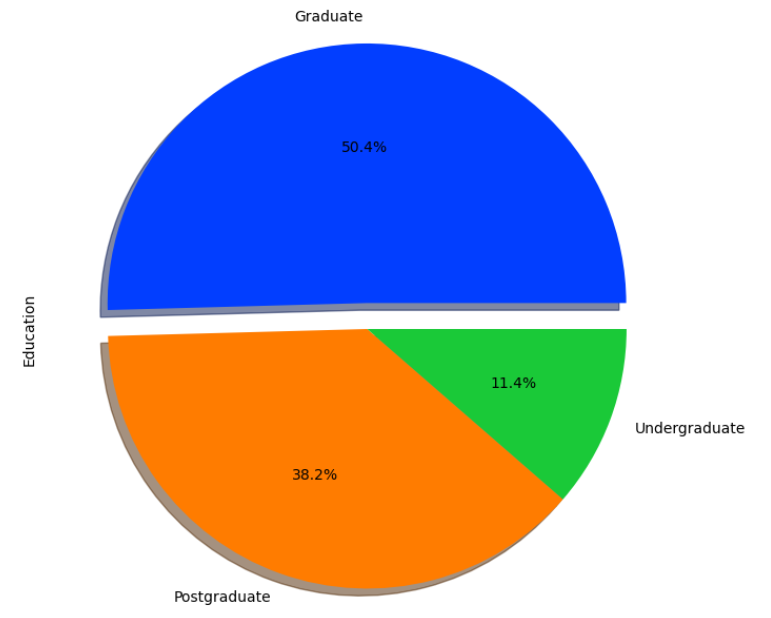 Graduate
50.4%
Education
11.4%
Undergraduate
38.2%
Postgraduate